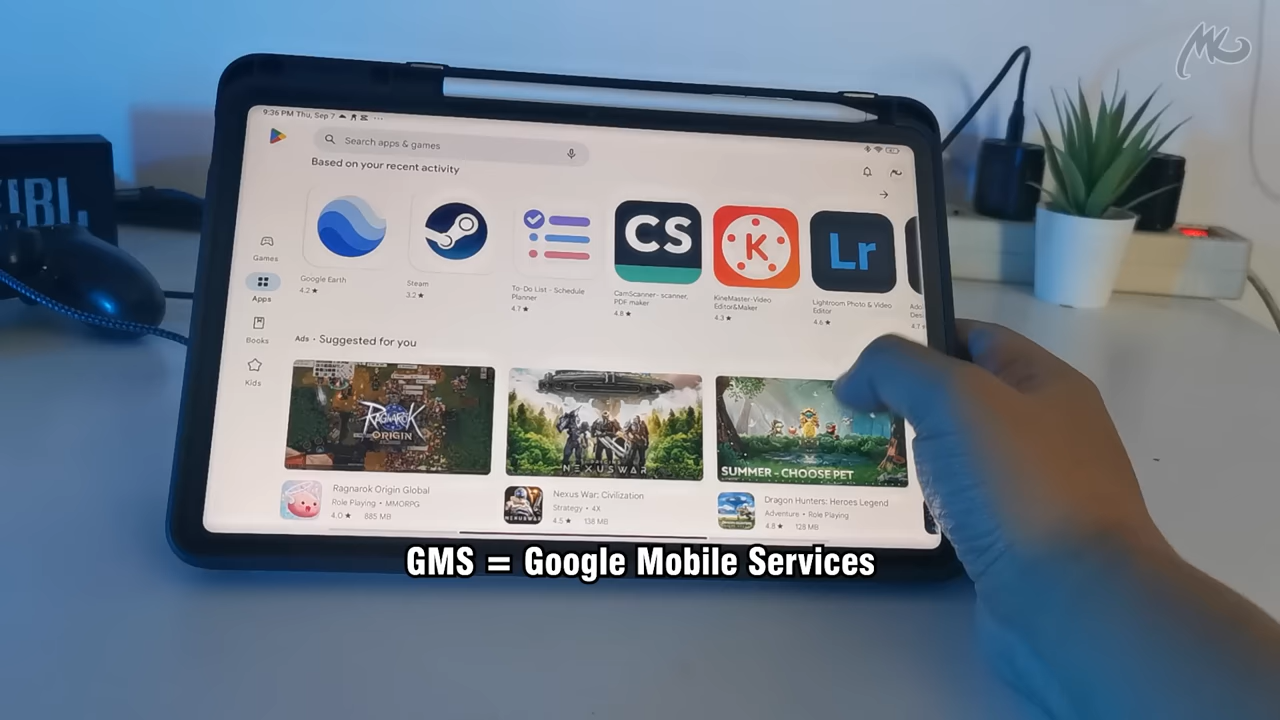 MK
9:36 PM Thu, Sep 7
Search apps & games
Based on your recent activity
JBL
CS
K
Lr
Games
Google Earth
4.2 ★
Steam
3.2 ★
To-Do List - Schedule
Planner
4.7 ★
CamScanner- scanner,
PDF maker
4.8 ★
KineMaster-Video
Editor&Maker
4.3 ★
Lightroom Photo & Video
Editor
4.6 ★
Apps
Books
Kids
Ads • Suggested for you
RAGNAROK
ORIGIN
NEXUSWAR
SUMMER - CHOOSE PET
Ragnarok Origin Global
Role Playing • MMORPG
4.0 ★ 885 MB
Nexus War: Civilization
Strategy • 4X
4.5 ★ 138 MB
Dragon Hunters: Heroes Legend
Adventure • Role Playing
4.8 ★ 128 MB
GMS = Google Mobile Services